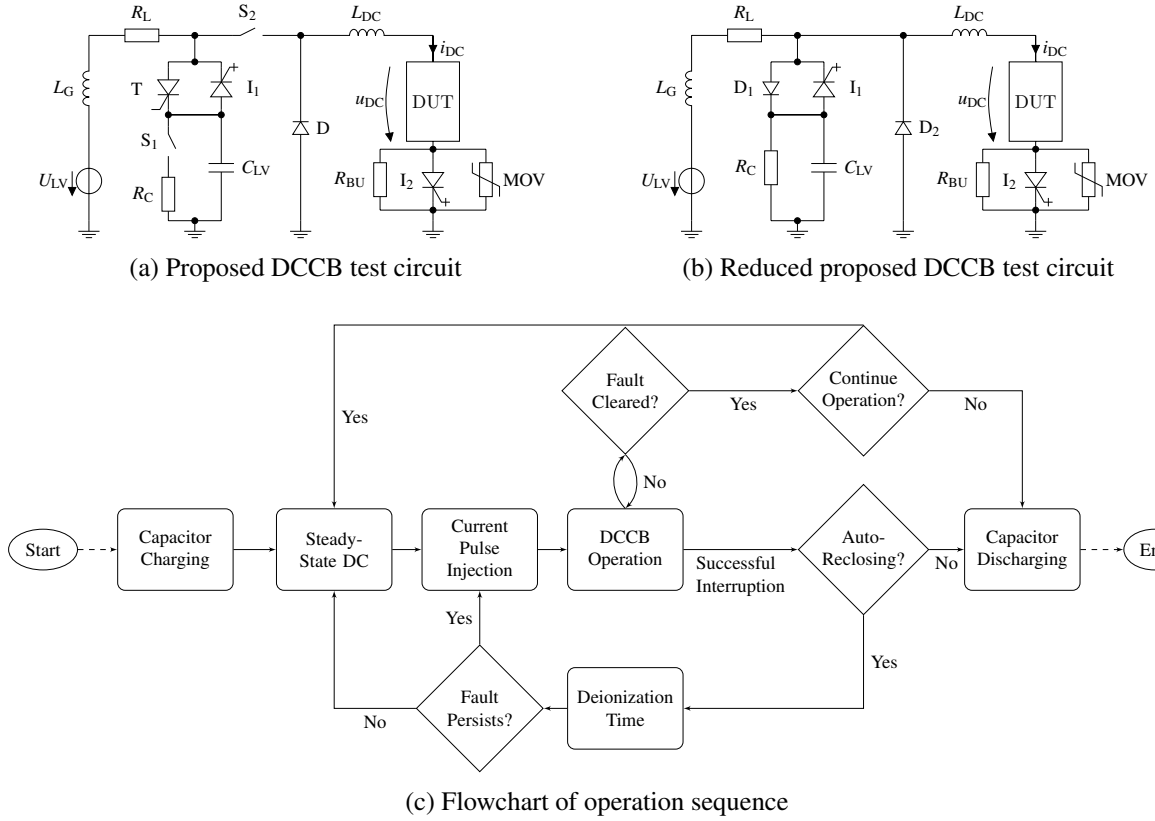 R_L
S_2
L_DC
i_DC
L_G
T
I_1
u_DC
DUT
S_1
D
U_LV
R_C
C_LV
R_BU
I_2
MOV
(a) Proposed DCCB test circuit
R_L
L_DC
i_DC
L_G
D_1
I_1
u_DC
DUT
D_2
U_LV
R_C
C_LV
R_BU
I_2
MOV
(b) Reduced proposed DCCB test circuit
Fault
Cleared?
Yes
Continue
Operation?
No
Yes
No
Start
Capacitor
Charging
Steady-
State DC
Current
Pulse
Injection
DCCB
Operation
Successful
Interruption
Auto-
Reclosing?
No
Capacitor
Discharging
Yes
Yes
Fault
Persists?
No
Deionization
Time
(c) Flowchart of operation sequence